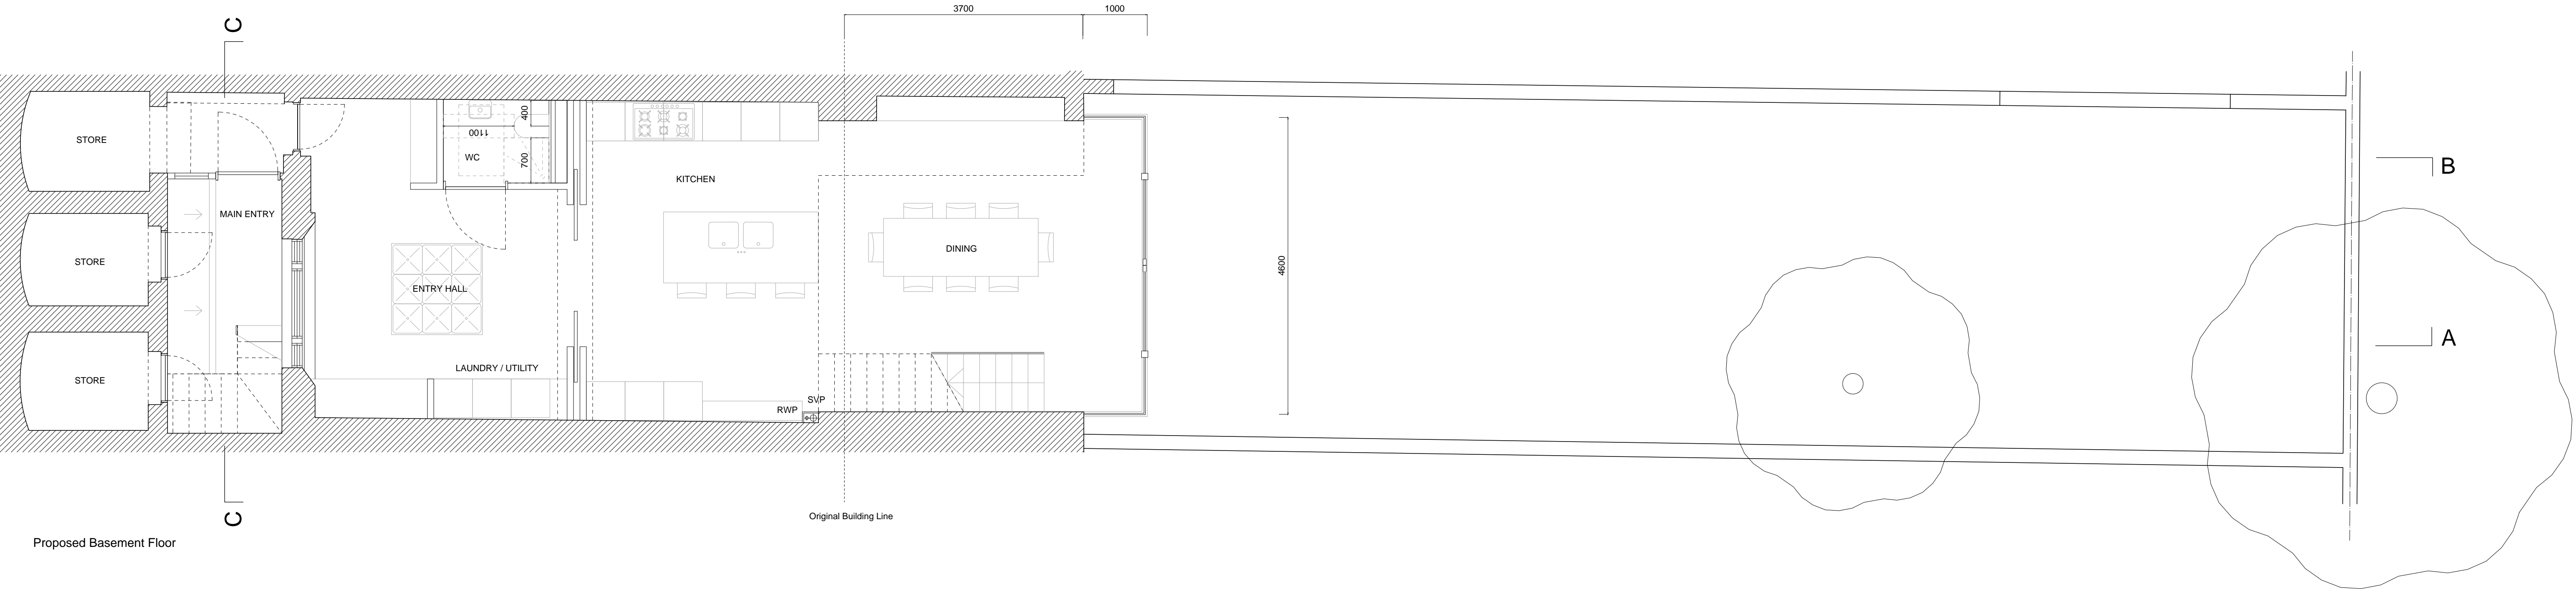 3700
1000
C
400
STORE
1100
700
WC
KITCHEN
B
MAIN ENTRY
DINING
STORE
4600
ENTRY HALL
A
LAUNDRY / UTILITY
STORE
SVP
RWP
C
Original Building Line
Proposed Basement Floor